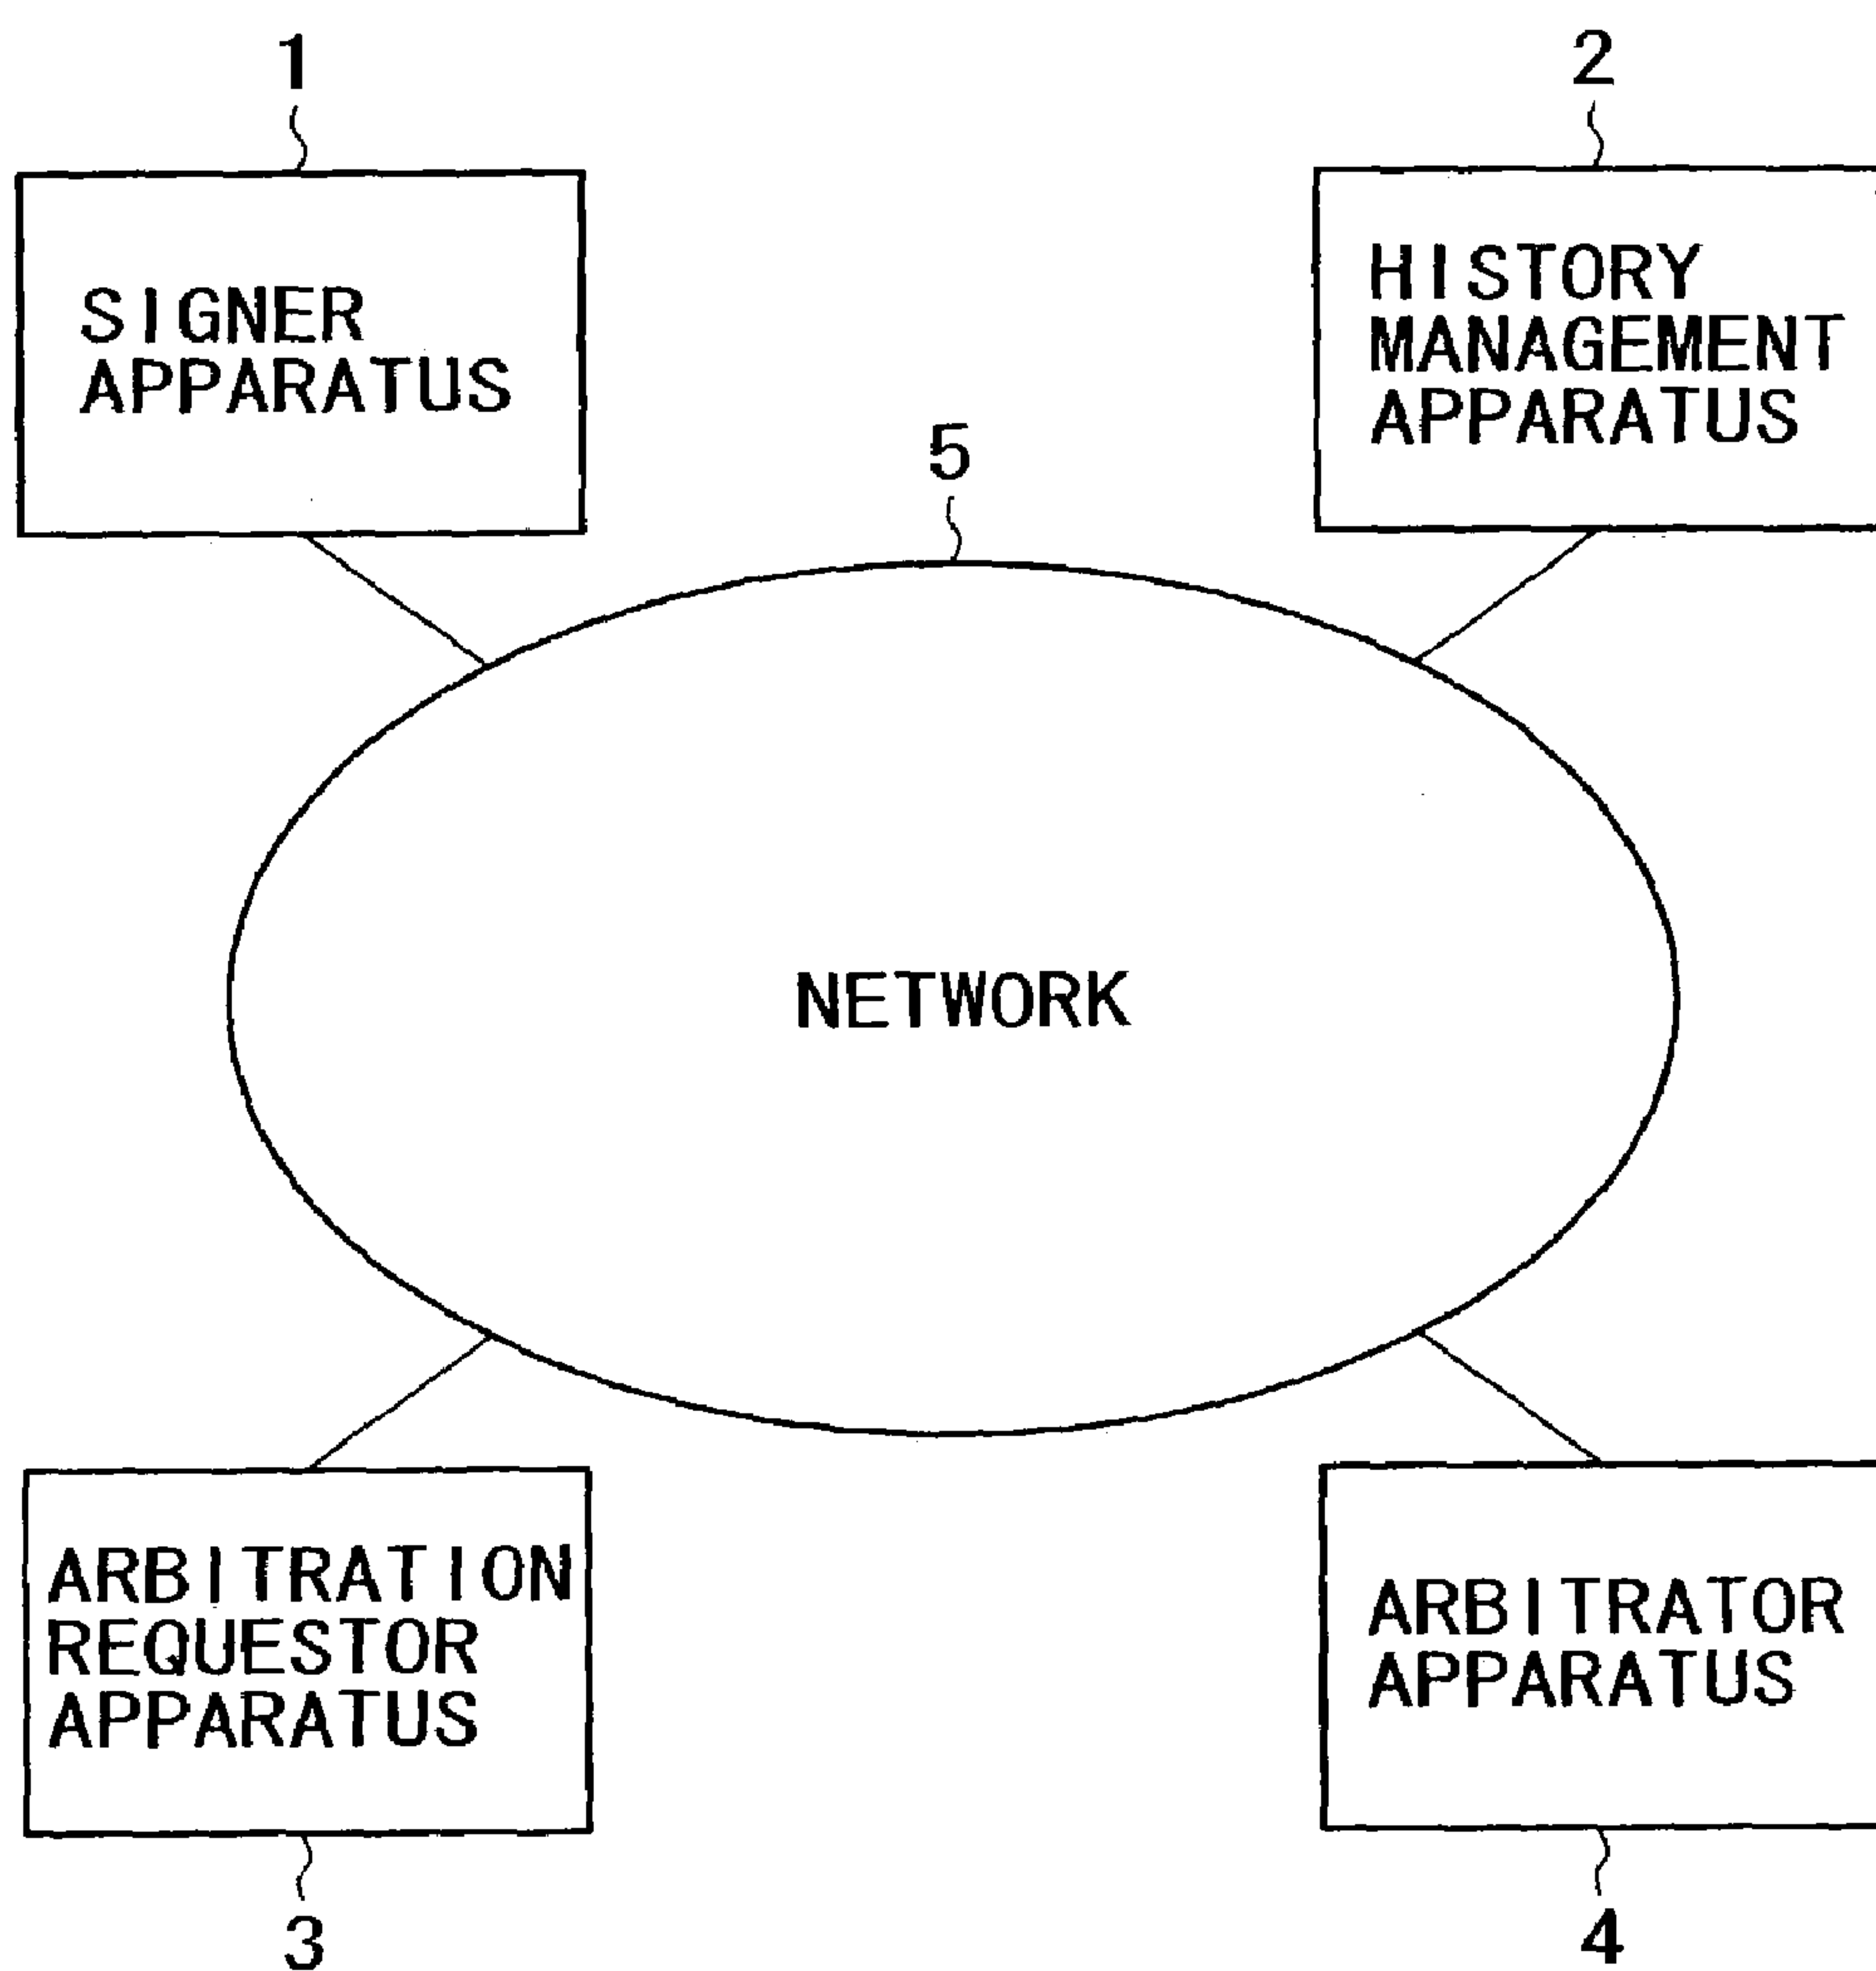 1
2
SIGNER
APPARATUS
HISTORY
MANAGEMENT
APPARATUS
5
NETWORK
ARBITRATION
REQUESTOR
APPARATUS
ARBITRATOR
APPARATUS
3
4